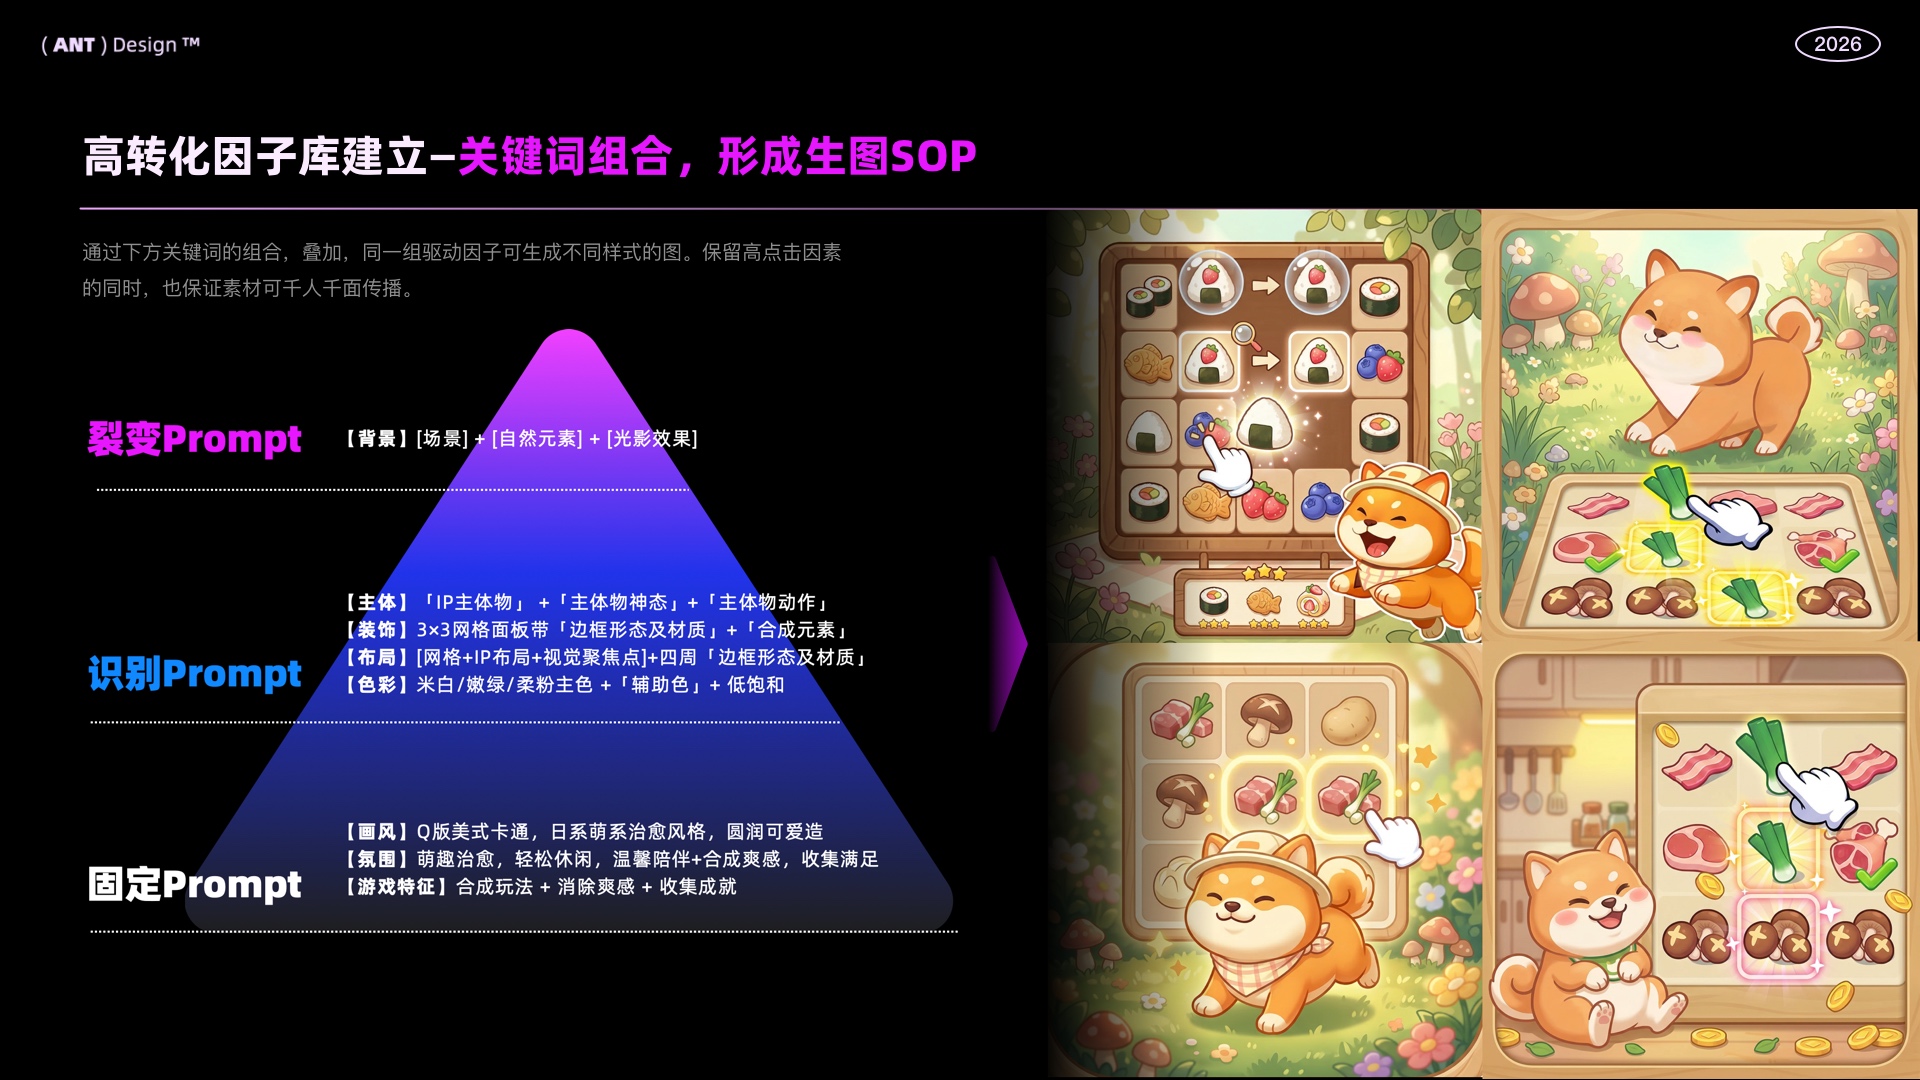 ( ANT ) Design ™
2026
高转化因子库建立–关键词组合，形成生图SOP
通过下方关键词的组合，叠加，同一组驱动因子可生成不同样式的图。保留高点击因素
的同时，也保证素材可千人千面传播。
裂变Prompt
【背景】[场景] + [自然元素] + [光影效果]
识别Prompt
【主体】「IP主体物」 +「主体物神态」+「主体物动作」
【装饰】3×3网格面板带「边框形态及材质」+「合成元素」
【布局】[网格+IP布局+视觉聚焦点]+四周「边框形态及材质」
【色彩】米白/嫩绿/柔粉主色 +「辅助色」+ 低饱和
固定Prompt
【画风】Q版美式卡通，日系萌系治愈风格，圆润可爱造
【氛围】萌趣治愈，轻松休闲，温馨陪伴+合成爽感，收集满足
【游戏特征】合成玩法 + 消除爽感 + 收集成就